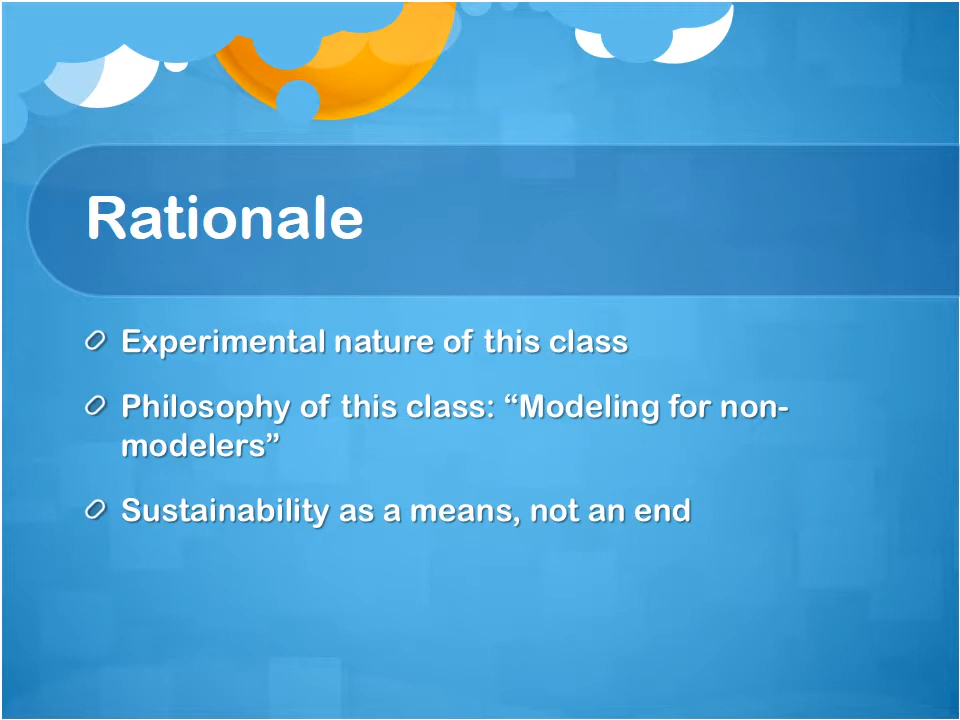 Rationale
Experimental nature of this class
Philosophy of this class: “Modeling for non-
modelers”
Sustainability as a means, not an end